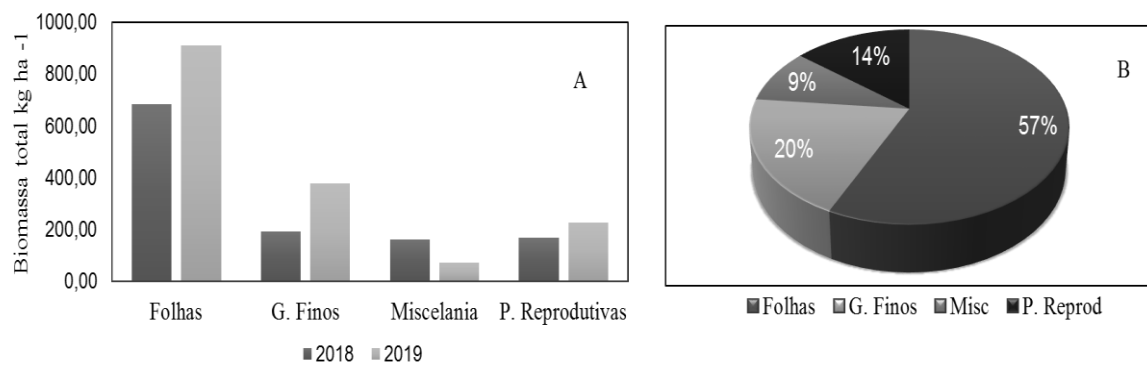 Biomassa total kg ha -1
1000,00
800,00
600,00
400,00
200,00
0,00
A
Folhas G. Finos Miscelania P. Reprodutivas
2018 2019
B
14%
9%
57%
20%
Folhas G. Finos Misc P. Reprod